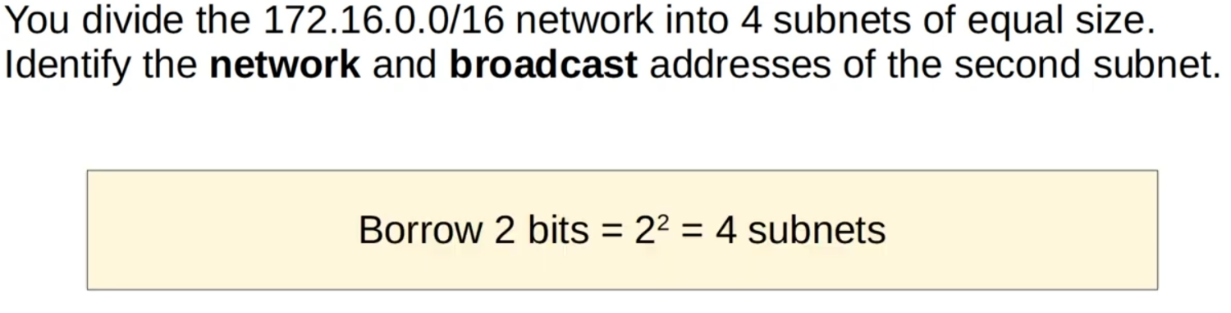 You divide the 172.16.0.0/16 network into 4 subnets of equal size.
Identify the network and broadcast addresses of the second subnet.
Borrow 2 bits = 2² = 4 subnets